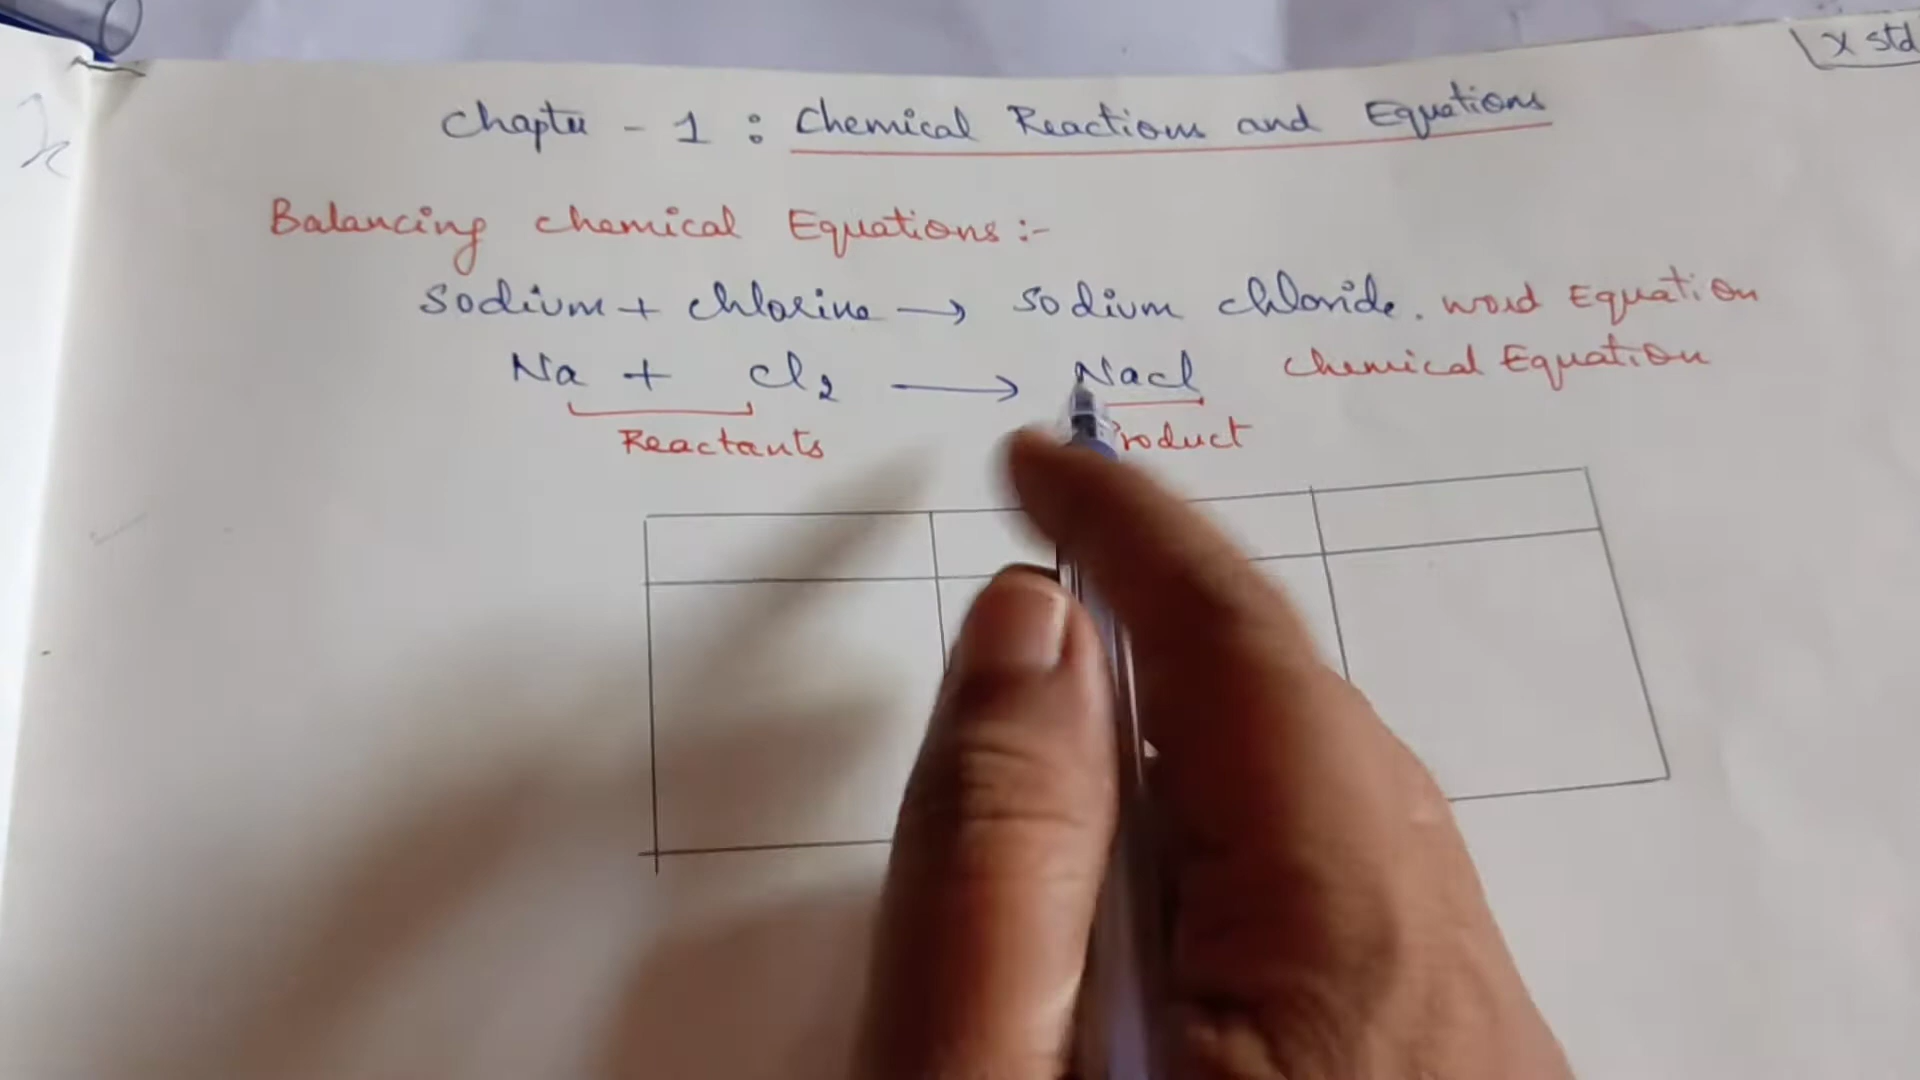 X std
Chapter - 1 : Chemical Reactions and Equations
Balancing chemical Equations :-
Sodium + chlorine → Sodium chloride. word Equation
Na + Cl₂ → Nacl Chemical Equation
Reactants Product